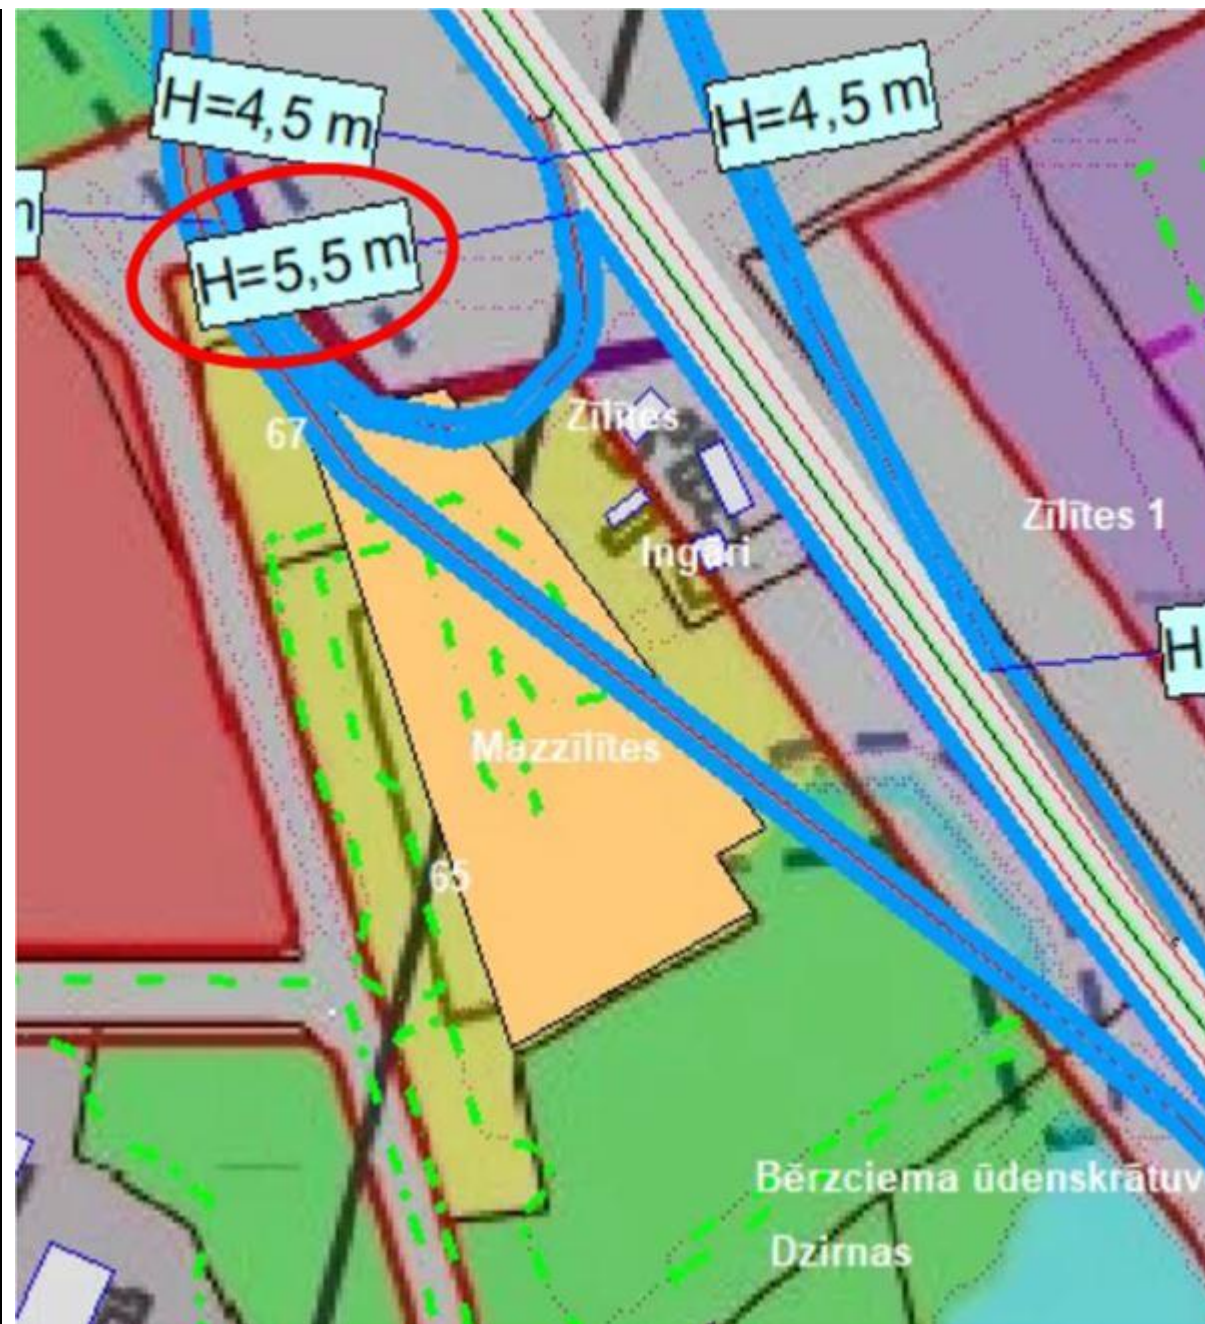 H=4,5 m
H=4,5 m
H=5,5 m
67
Zīlītes
Zīlītes 1
Ingari
H
Mazzīlītes
65
Bērzciema ūdenskrātuv
Dzirnas